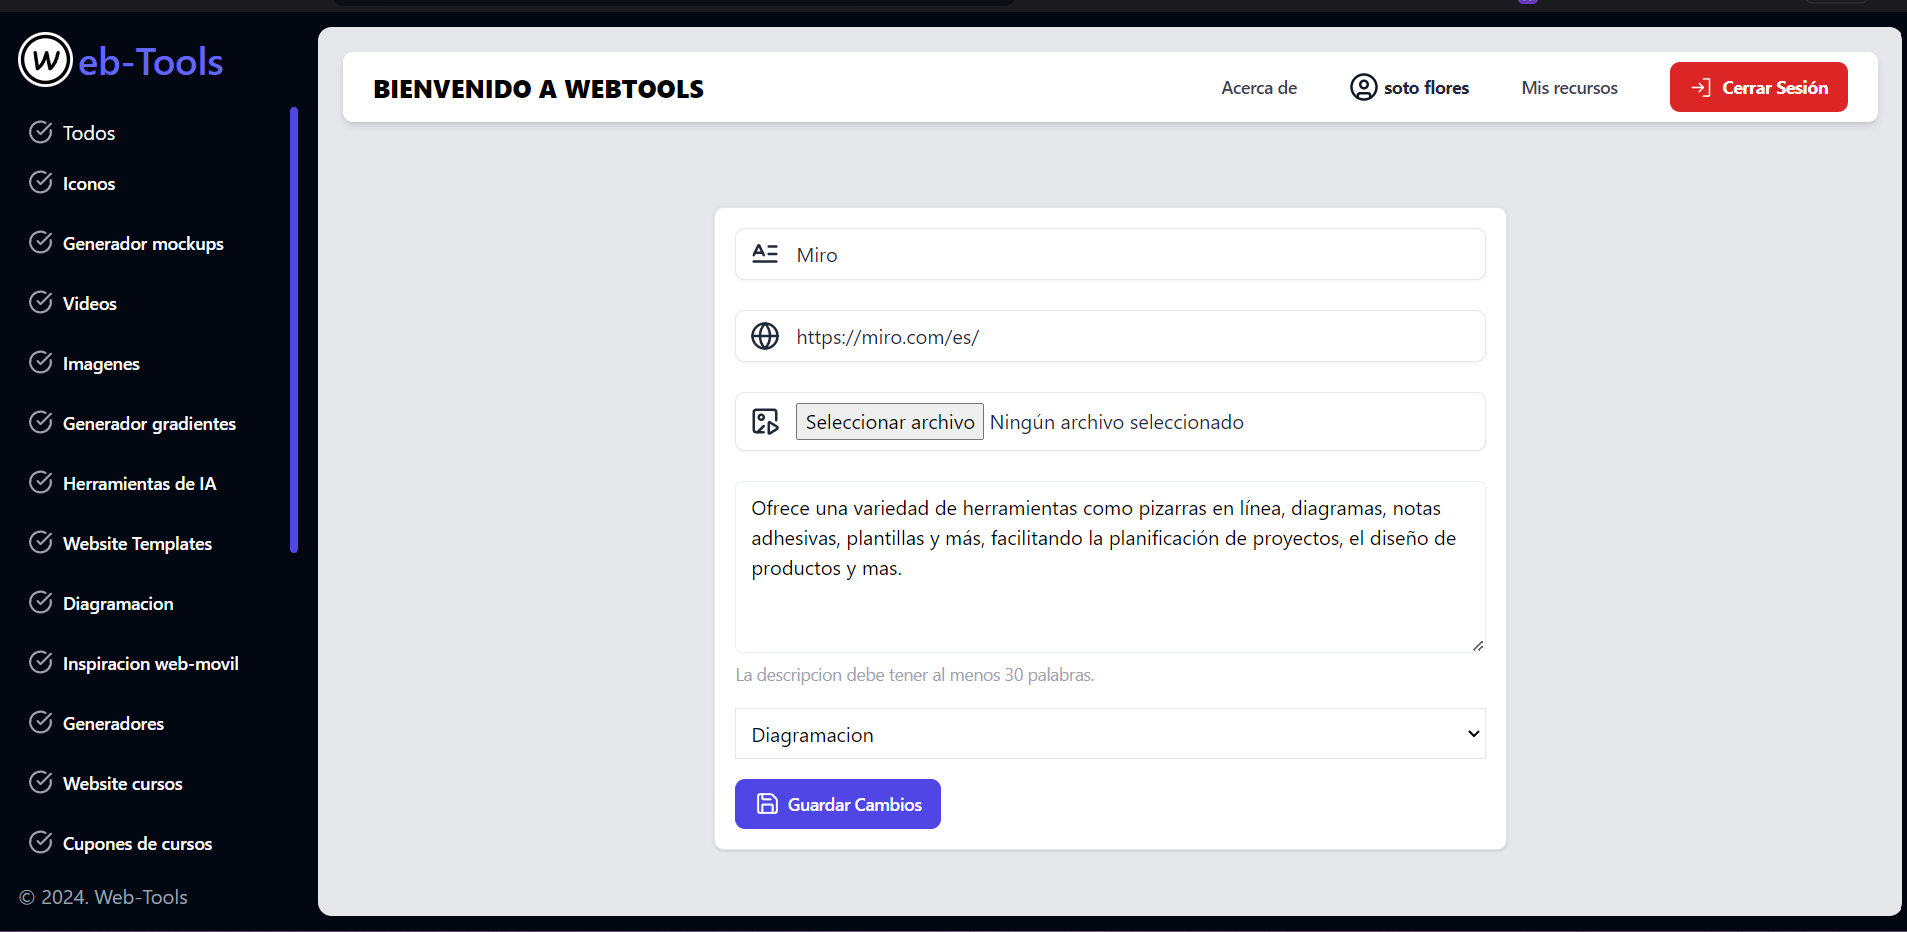 Web-Tools
Todos
Iconos
Generador mockups
Videos
Imagenes
Generador gradientes
Herramientas de IA
Website Templates
Diagramacion
Inspiracion web-movil
Generadores
Website cursos
Cupones de cursos
© 2024. Web-Tools
BIENVENIDO A WEBTOOLS
Acerca de
soto flores
Mis recursos
Cerrar Sesión
Miro
https://miro.com/es/
Seleccionar archivo Ningún archivo seleccionado
Ofrece una variedad de herramientas como pizarras en línea, diagramas, notas
adhesivas, plantillas y más, facilitando la planificación de proyectos, el diseño de
productos y mas.
La descripcion debe tener al menos 30 palabras.
Diagramacion
Guardar Cambios